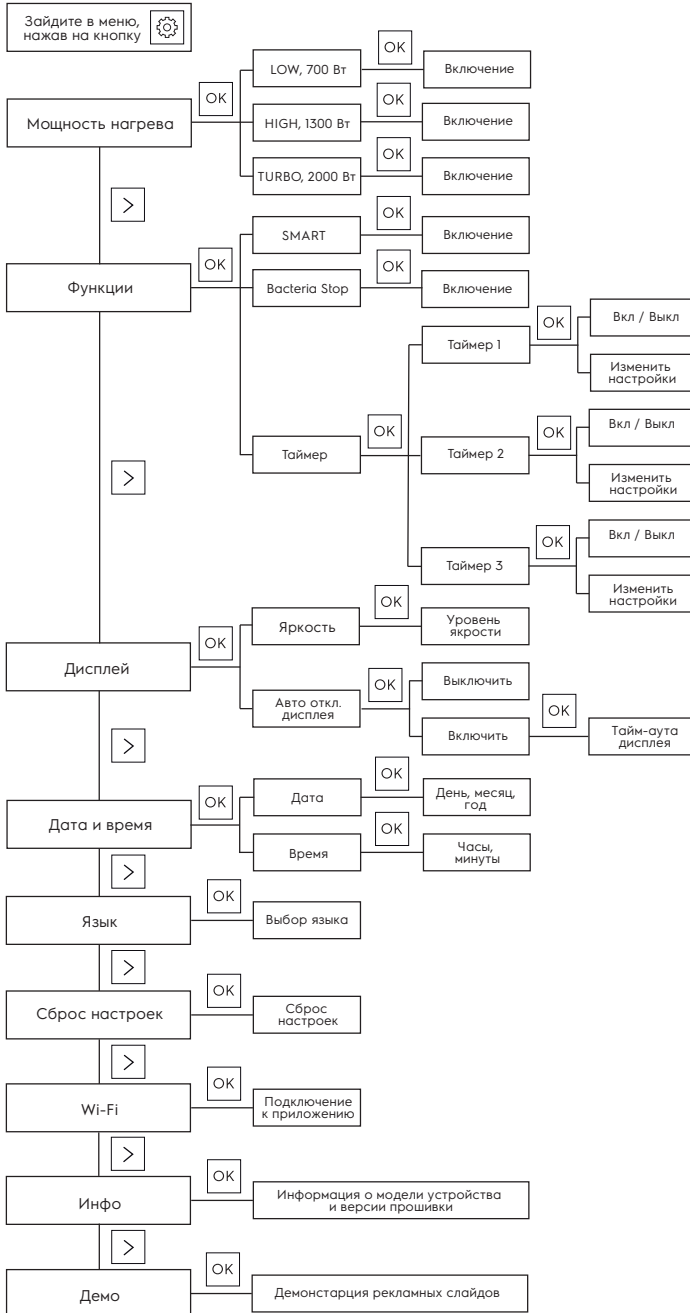 Зайдите в меню,
нажав на кнопку
OK
LOW, 700 Вт
Включение
OK
Мощность нагрева
OK
HIGH, 1300 Вт
Включение
OK
TURBO, 2000 Вт
Включение
>
OK
SMART
Включение
OK
Функции
OK
Bacteria Stop
Включение
Таймер
OK
Таймер 1
OK
Вкл / Выкл
Изменить
настройки
Таймер 2
OK
Вкл / Выкл
Изменить
настройки
Таймер 3
OK
Вкл / Выкл
Изменить
настройки
>
Дисплей
OK
Яркость
OK
Уровень
якрости
Авто откл.
дисплея
OK
Выключить
Включить
OK
Тайм-аута
дисплея
>
Дата и время
OK
Дата
OK
День, месяц,
год
Время
OK
Часы,
минуты
>
Язык
OK
Выбор языка
>
Сброс настроек
OK
Сброс
настроек
>
Wi-Fi
OK
Подключение
к приложению
>
Инфо
OK
Информация о модели устройства
и версии прошивки
>
Демо
OK
Демонстарция рекламных слайдов